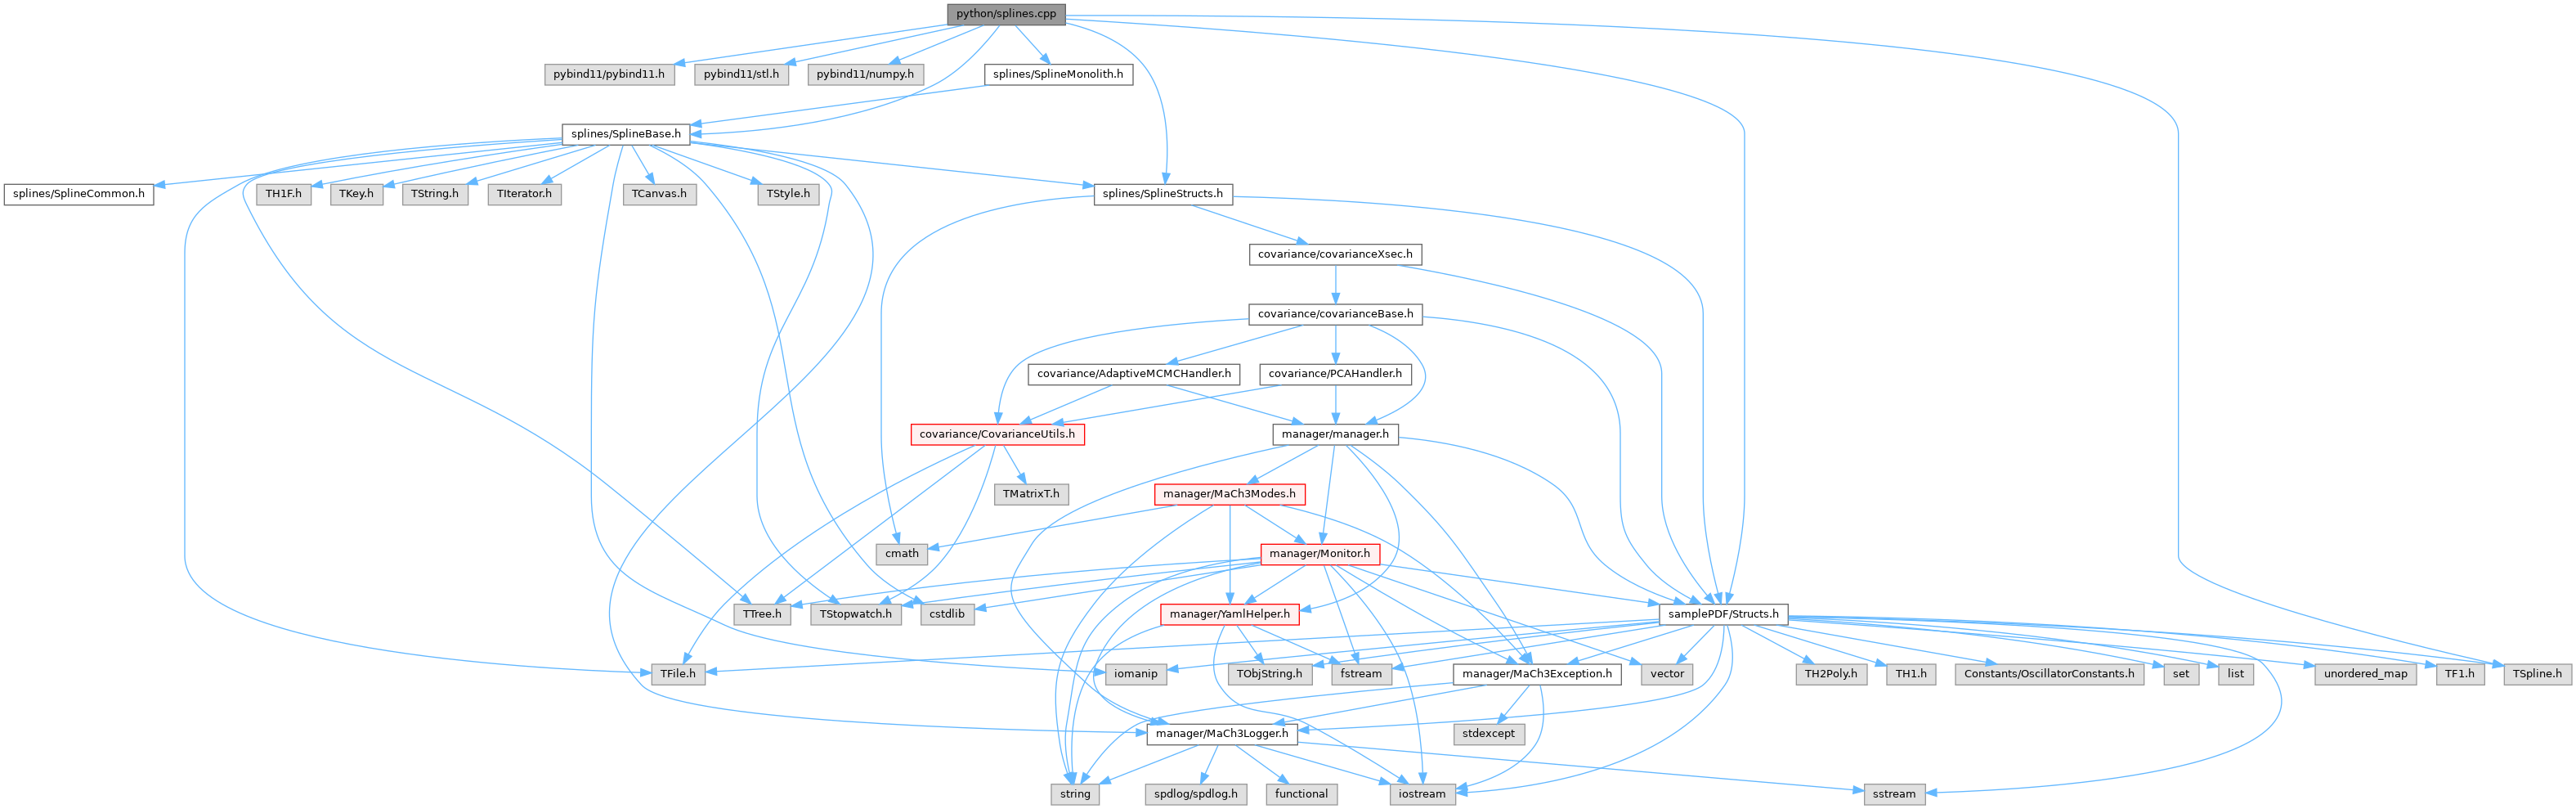 python/splines.cpp
pybind11/pybind11.h
pybind11/stl.h
pybind11/numpy.h
splines/SplineMonolith.h
splines/SplineBase.h
splines/SplineCommon.h
TH1F.h
TKey.h
TString.h
TIterator.h
TCanvas.h
TStyle.h
splines/SplineStructs.h
covariance/covarianceXsec.h
covariance/covarianceBase.h
covariance/AdaptiveMCMCHandler.h
covariance/PCAHandler.h
covariance/CovarianceUtils.h
manager/manager.h
TMatrixT.h
manager/MaCh3Modes.h
cmath
manager/Monitor.h
TTree.h
TStopwatch.h
cstdlib
manager/YamlHelper.h
samplePDF/Structs.h
TFile.h
iomanip
TObjString.h
fstream
manager/MaCh3Exception.h
vector
TH2Poly.h
TH1.h
Constants/OscillatorConstants.h
set
list
unordered_map
TF1.h
TSpline.h
manager/MaCh3Logger.h
stdexcept
string
spdlog/spdlog.h
functional
iostream
sstream